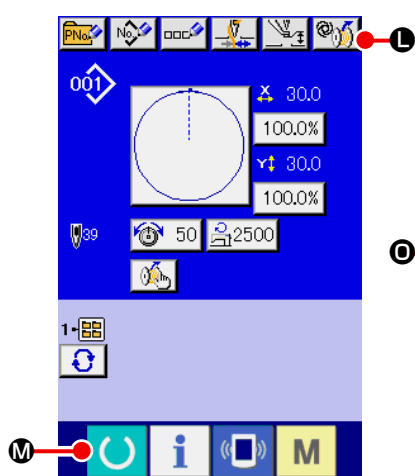 PNo. No.
L
001
X 30.0
100.0%
Y 30.0
100.0%
39 50 2500
O
1-
M i M